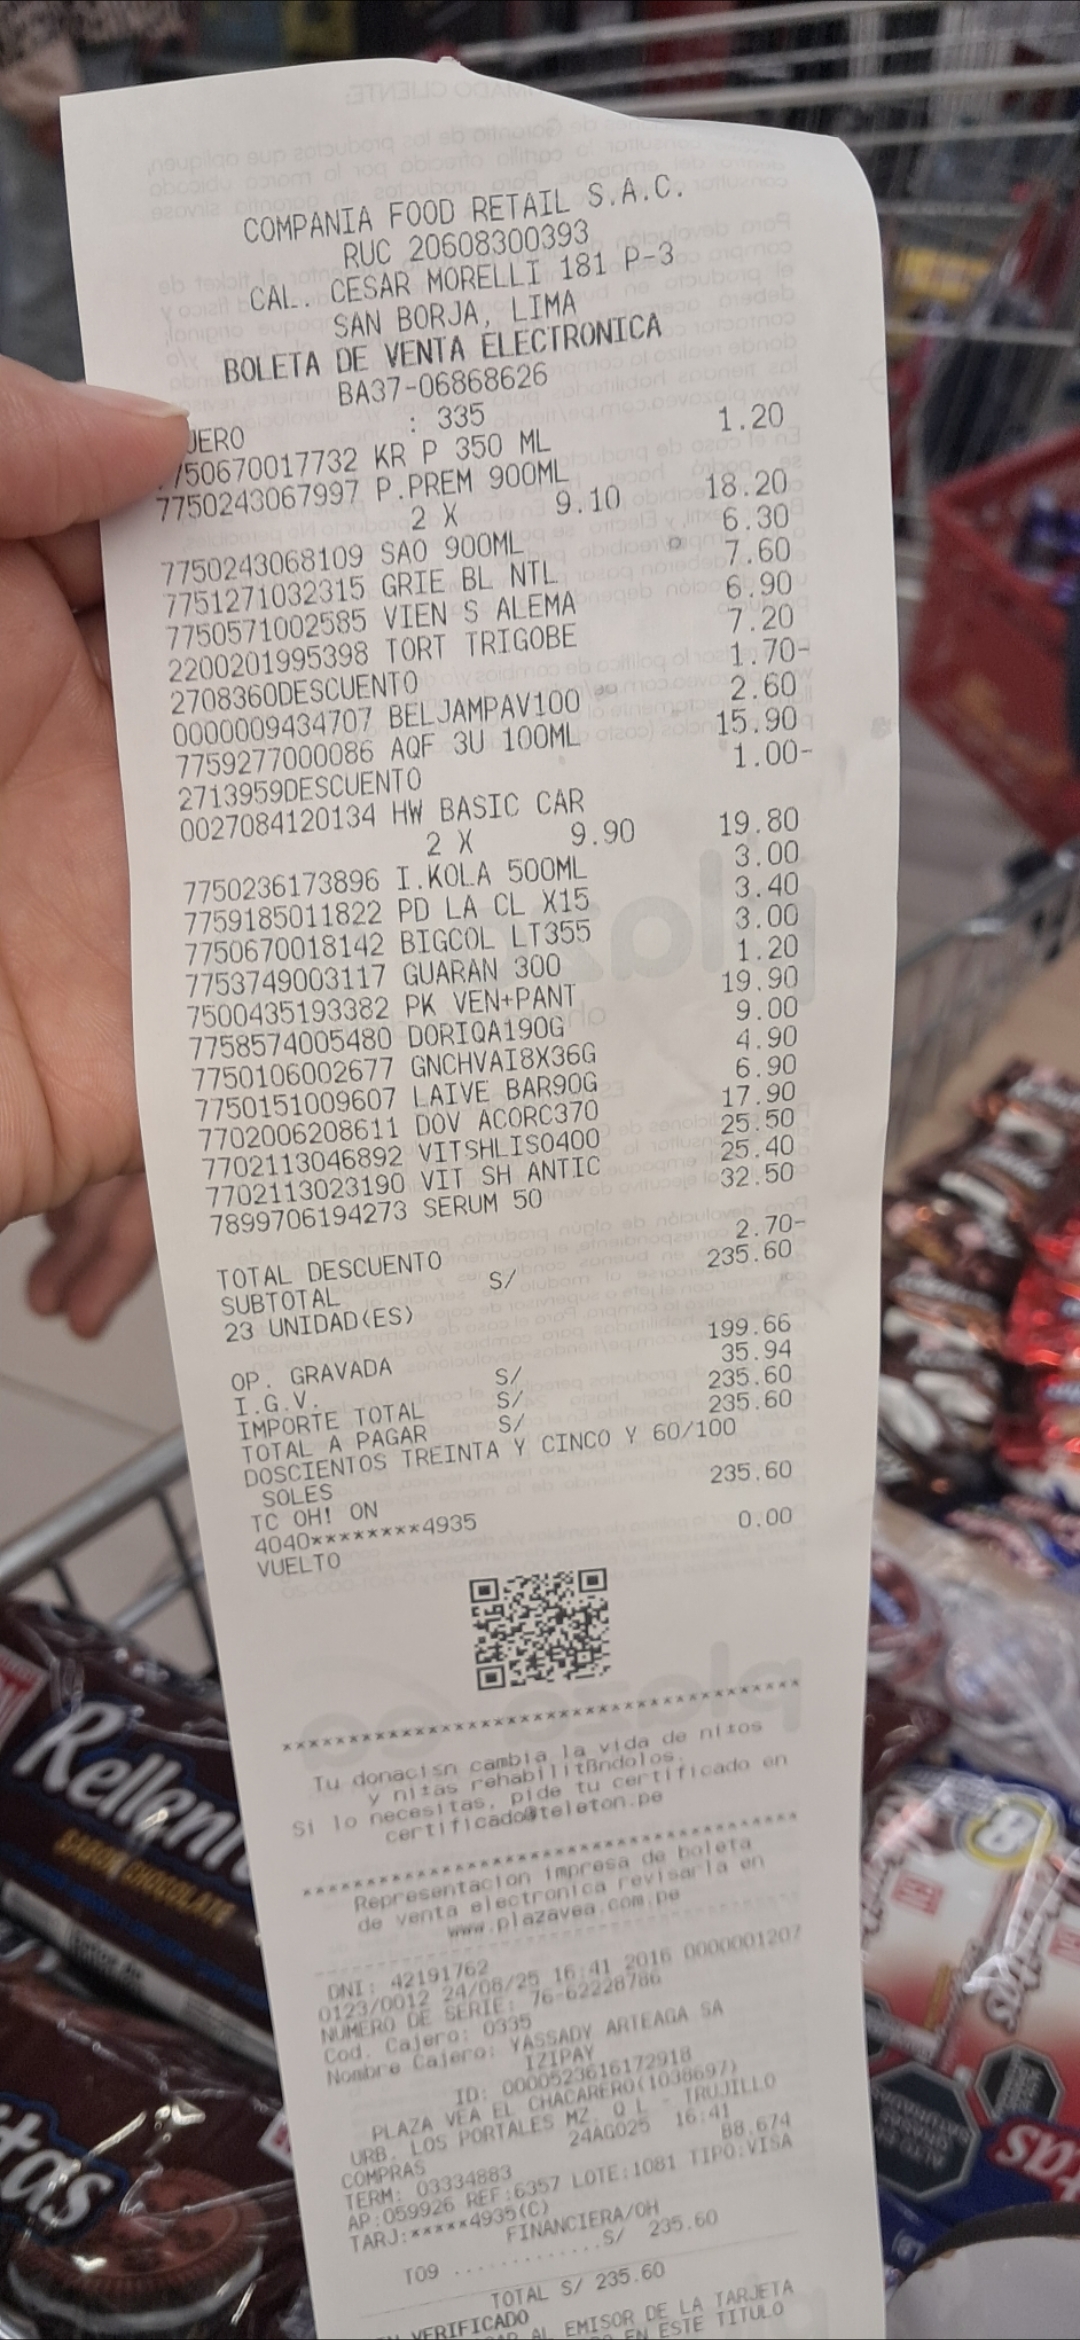 COMPANIA FOOD RETAIL S.A.C.
RUC 20608300393
CAL. CESAR MORELLI 181 P-3
SAN BORJA, LIMA
BOLETA DE VENTA ELECTRONICA
BA37-06868626
JERO : 335
750670017732 KR P 350 ML 1.20
7750243067997 P.PREM 900ML
2 X 9.10 18.20
7750243068109 SAO 900ML 6.30
7751271032315 GRIE BL NTL 7.60
7750571002585 VIEN S ALEMA 6.90
2200201995398 TORT TRIGOBE 7.20
2708360DESCUENTO 1.70-
0000009434707 BELJAMPAV100 2.60
7759277000086 AQF 3U 100ML 15.90
2713959DESCUENTO 1.00-
0027084120134 HW BASIC CAR
2 X 9.90 19.80
7750236173896 I.KOLA 500ML 3.00
7759185011822 PD LA CL X15 3.40
7750670018142 BIGCOL LT355 3.00
7753749003117 GUARAN 300 1.20
7500435193382 PK VEN+PANT 19.90
7758574005480 DORIQA190G 9.00
7750106002677 GNCHVAI8X36G 4.90
7750151009607 LAIVE BAR90G 6.90
7702006208611 DOV ACORC370 17.90
7702113046892 VITSHLISO400 25.50
7702113023190 VIT SH ANTIC 25.40
7899706194273 SERUM 50 32.50
TOTAL DESCUENTO 2.70-
SUBTOTAL S/ 235.60
23 UNIDAD(ES)
OP. GRAVADA 199.66
I.G.V. S/ 35.94
IMPORTE TOTAL S/ 235.60
TOTAL A PAGAR S/ 235.60
DOSCIENTOS TREINTA Y CINCO Y 60/100
SOLES
TC OH! ON 235.60
4040********4935
VUELTO 0.00
Tu donacisn cambia la vida de nitos
y nitas rehabilitßndolos.
Si lo necesitas, pide tu certificado en
certificado@teleton.pe
Representacion impresa de boleta
de venta electronica revisarla en
www.plazavea.com.pe
DNI: 42191762
0123/0012 24/08/25 16:41 2016 0000001207
NUMERO DE SERIE: 76-62228786
Cod. Cajero: 0335
Nombre Cajero: YASSADY ARTEAGA SA
IZIPAY
ID: 0000523616172918
PLAZA VEA EL CHACARERO(1038697)
URB. LOS PORTALES MZ. Q L - TRUJILLO
COMPRAS 24AGO25 16:41
TERM: 03334883 B8.674
AP:059926 REF:6357 LOTE:1081 TIPO:VISA
TARJ:*****4935(C)
FINANCIERA/OH
T09 ............S/ 235.60
TOTAL S/ 235.60
VERIFICADO
AL EMISOR DE LA TARJETA
EN ESTE TITULO
Rellen
SABOR CHOCOLATE
tas